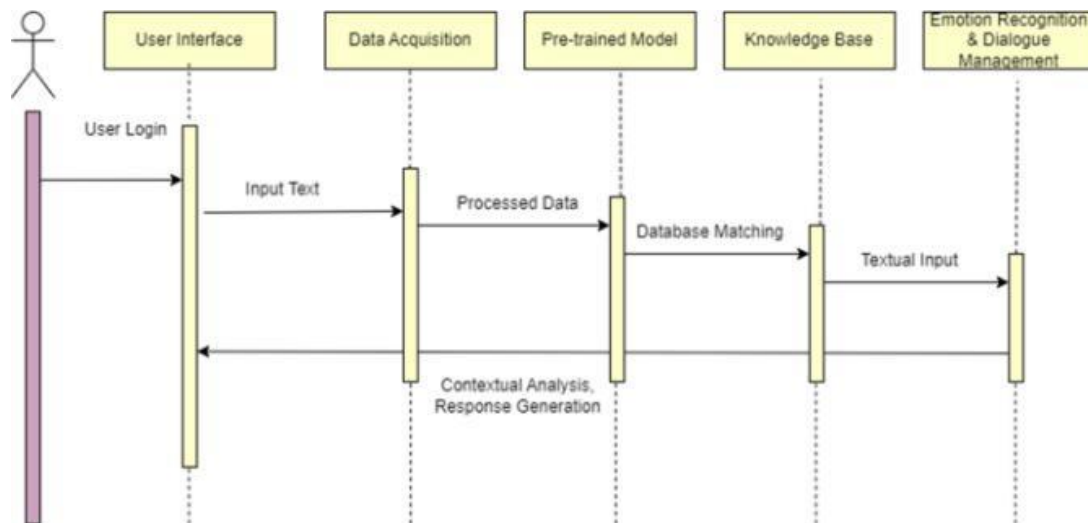 User Interface
Data Acquisition
Pre-trained Model
Knowledge Base
Emotion Recognition
& Dialogue
Management
User Login
Input Text
Processed Data
Database Matching
Textual Input
Contextual Analysis,
Response Generation